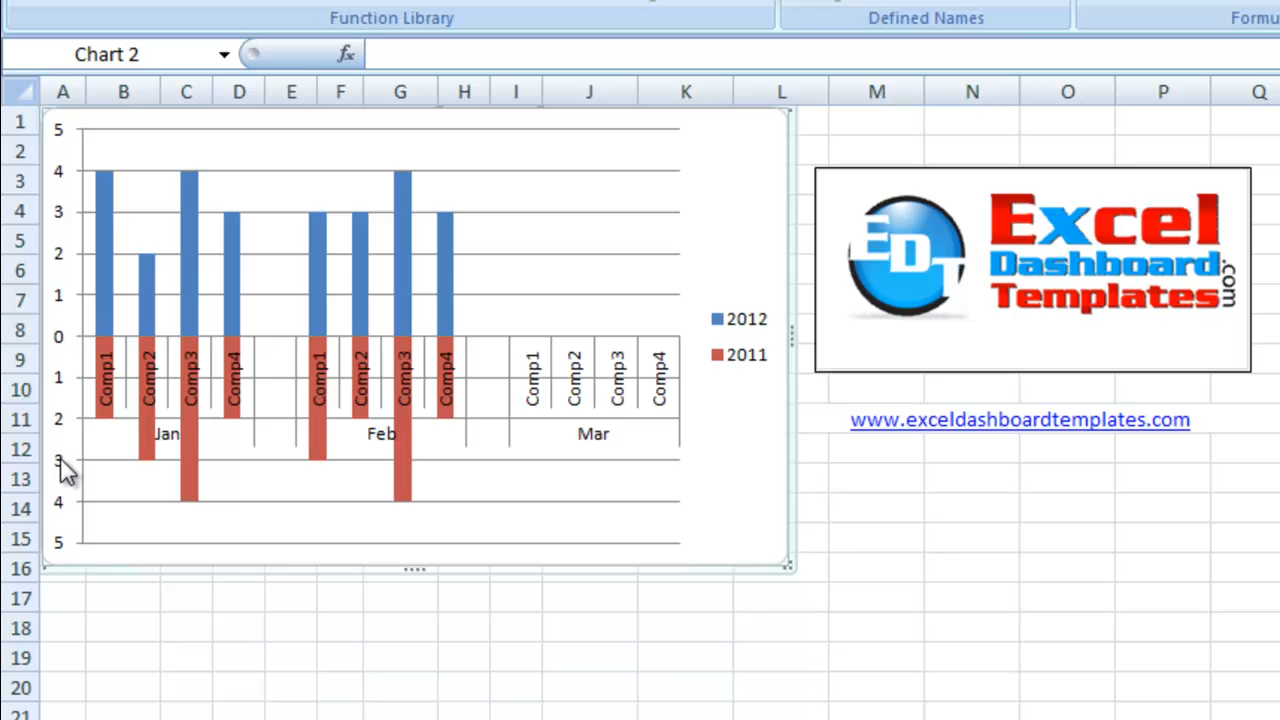 Function Library
Defined Names
Formu
Chart 2
fx
A B C D E F G H I J K L M N O P Q
1
2
3
4
5
6
7
8
9
10
11
12
13
14
15
16
17
18
19
20
21
5
4
3
2
1
0
1
2
3
4
5
Comp1 Comp2 Comp3 Comp4 Comp1 Comp2 Comp3 Comp4 Comp1 Comp2 Comp3 Comp4
Jan Feb Mar
2012
2011
EDT
Excel
Dashboard
Templates
.com
www.exceldashboardtemplates.com